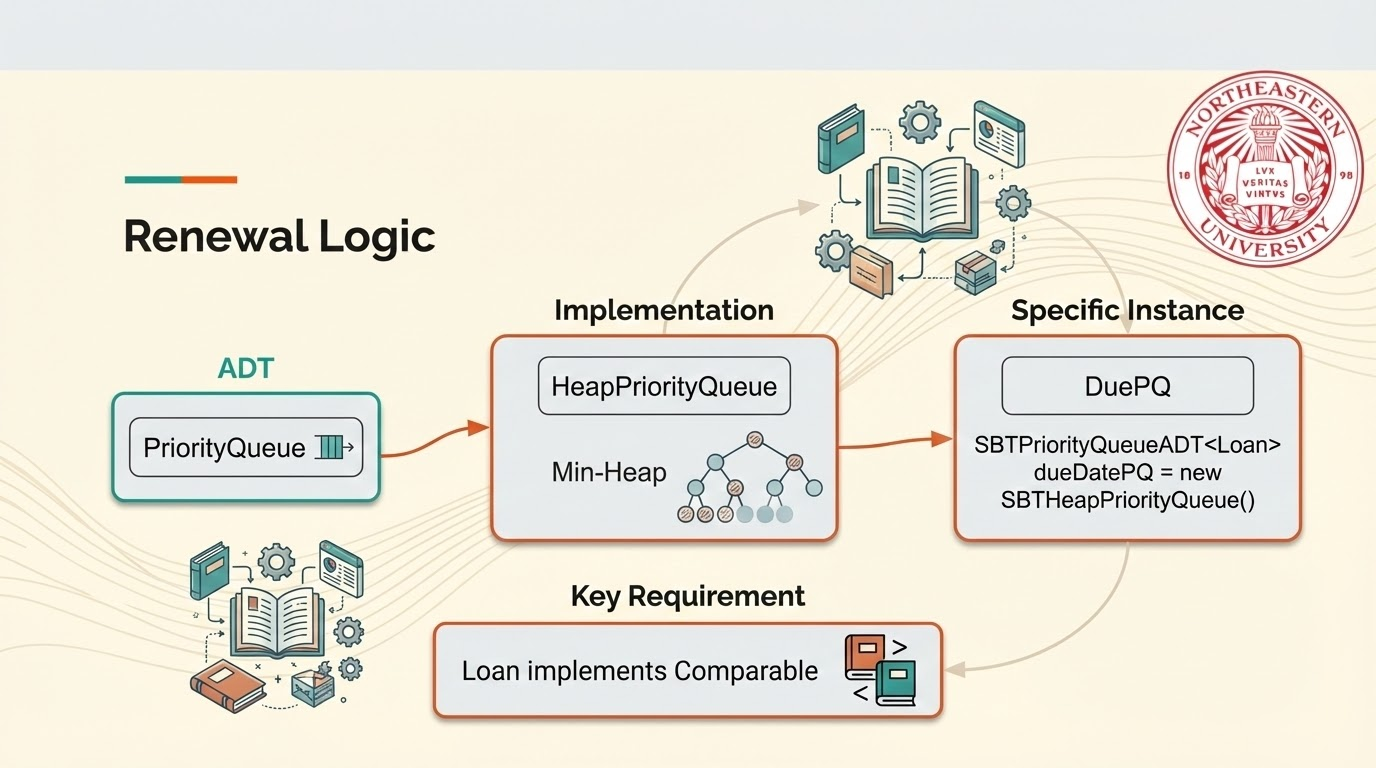 NORTHEASTERN
UNIVERSITY
18 98
LVX
VERITAS
VIRTVS
Renewal Logic
ADT
PriorityQueue
Implementation
HeapPriorityQueue
Min-Heap
Specific Instance
DuePQ
SBTPriorityQueueADT<Loan>
dueDatePQ = new
SBTHeapPriorityQueue()
Key Requirement
Loan implements Comparable
>
<